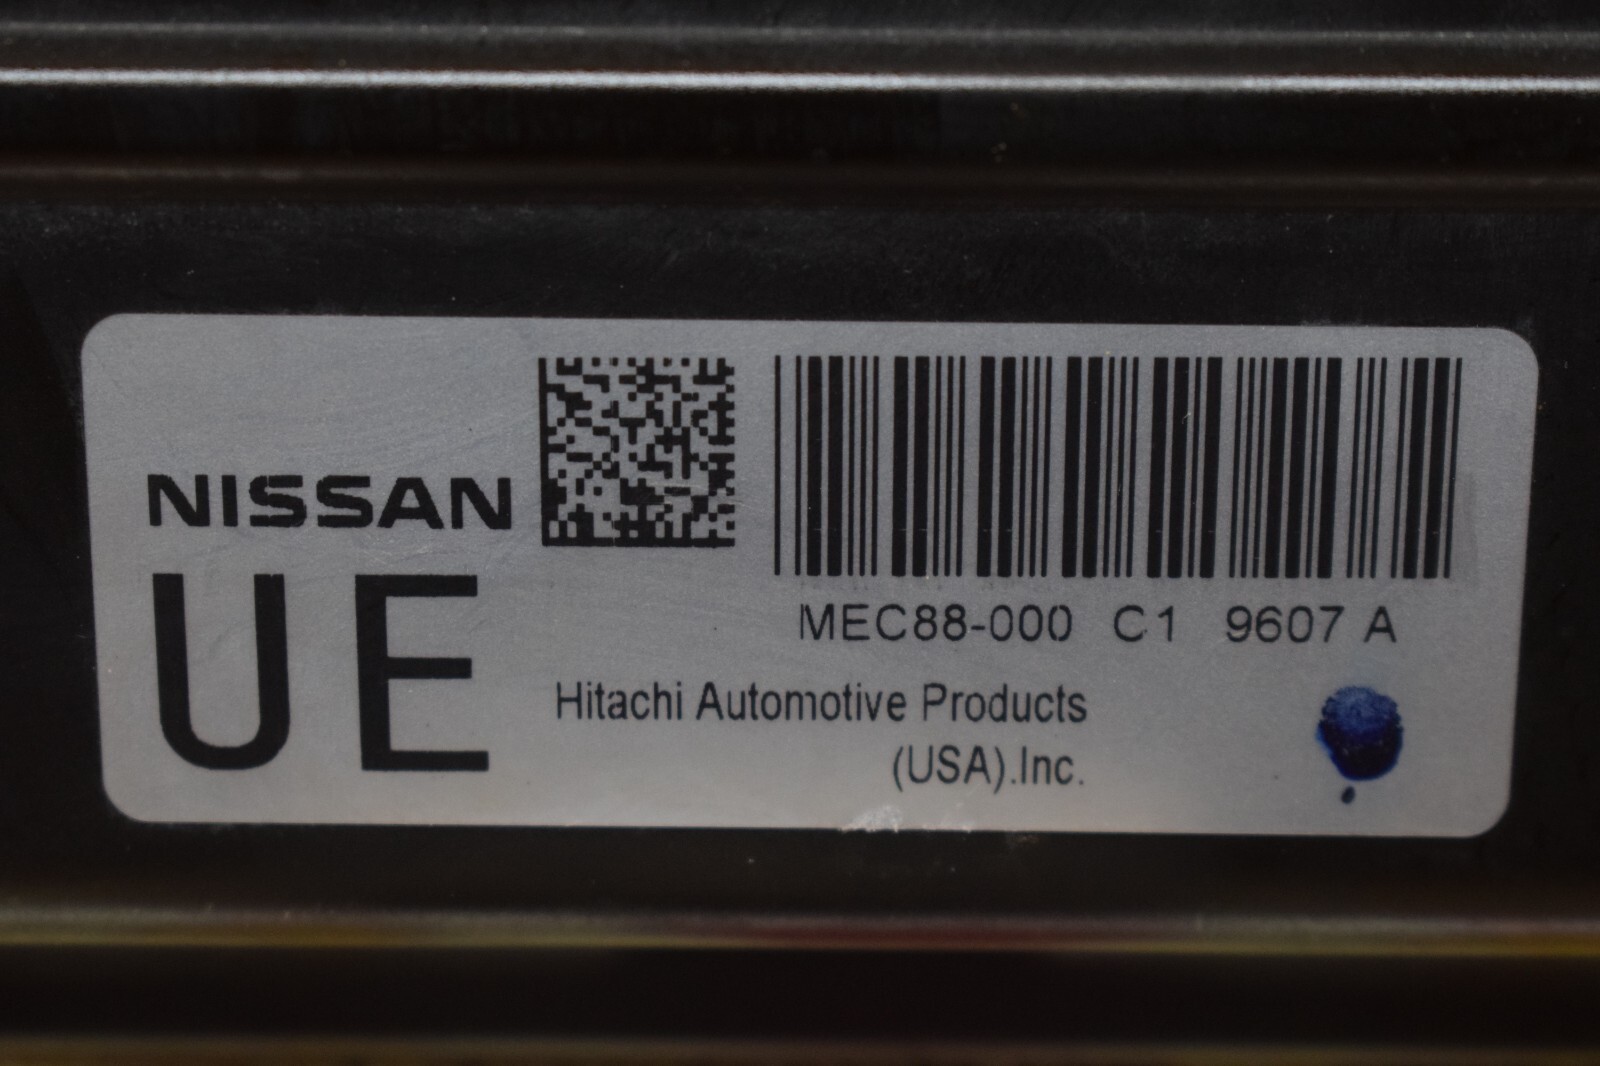 NISSAN
UE
MEC88-000 C1 9607 A
Hitachi Automotive Products
(USA).Inc.